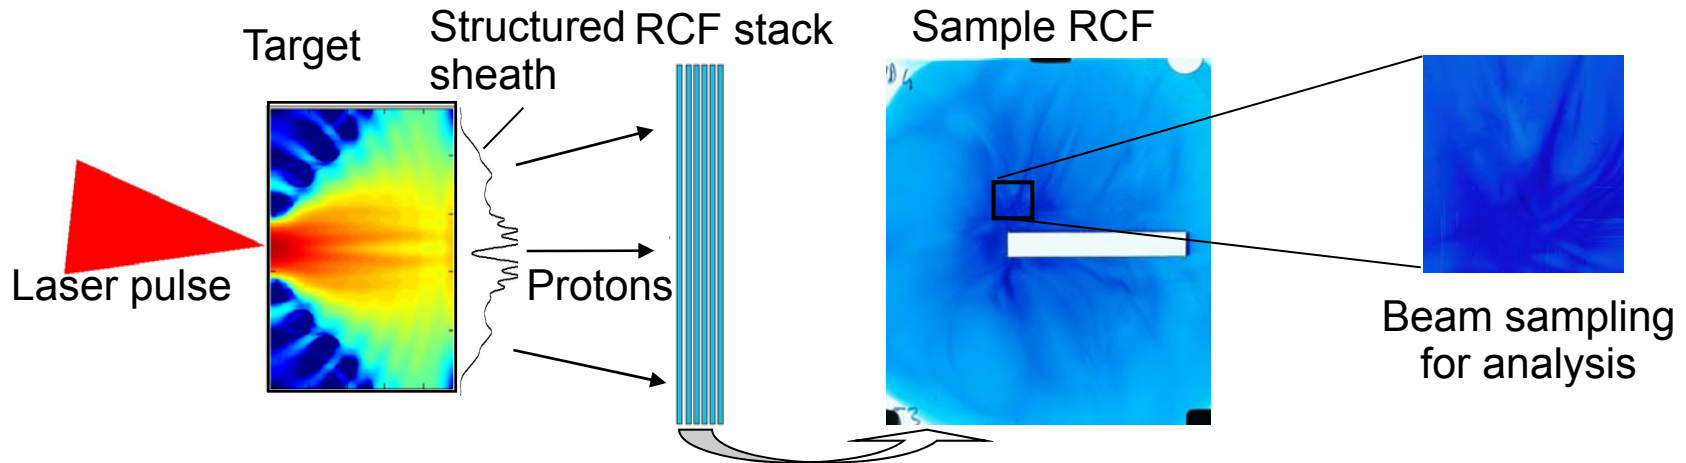 Target
Structured
sheath
RCF stack
Sample RCF
Laser pulse
Protons
Beam sampling
for analysis